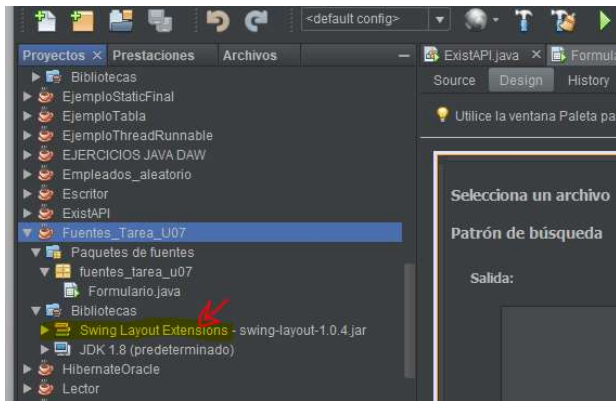 <default config>
Proyectos × Prestaciones Archivos
ExistAPI.java × Formula
Source Design History
Bibliotecas
EjemploStaticFinal
EjemploTabla
EjemploThreadRunnable
EJERCICIOS JAVA DAW
Empleados_aleatorio
Escritor
ExistAPI
Fuentes_Tarea_U07
Paquetes de fuentes
fuentes_tarea_u07
Formulario.java
Bibliotecas
Swing Layout Extensions - swing-layout-1.0.4.jar
JDK 1.8 (predeterminado)
HibernateOracle
Lector
Utilice la ventana Paleta pa
Selecciona un archivo
Patrón de búsqueda
Salida: